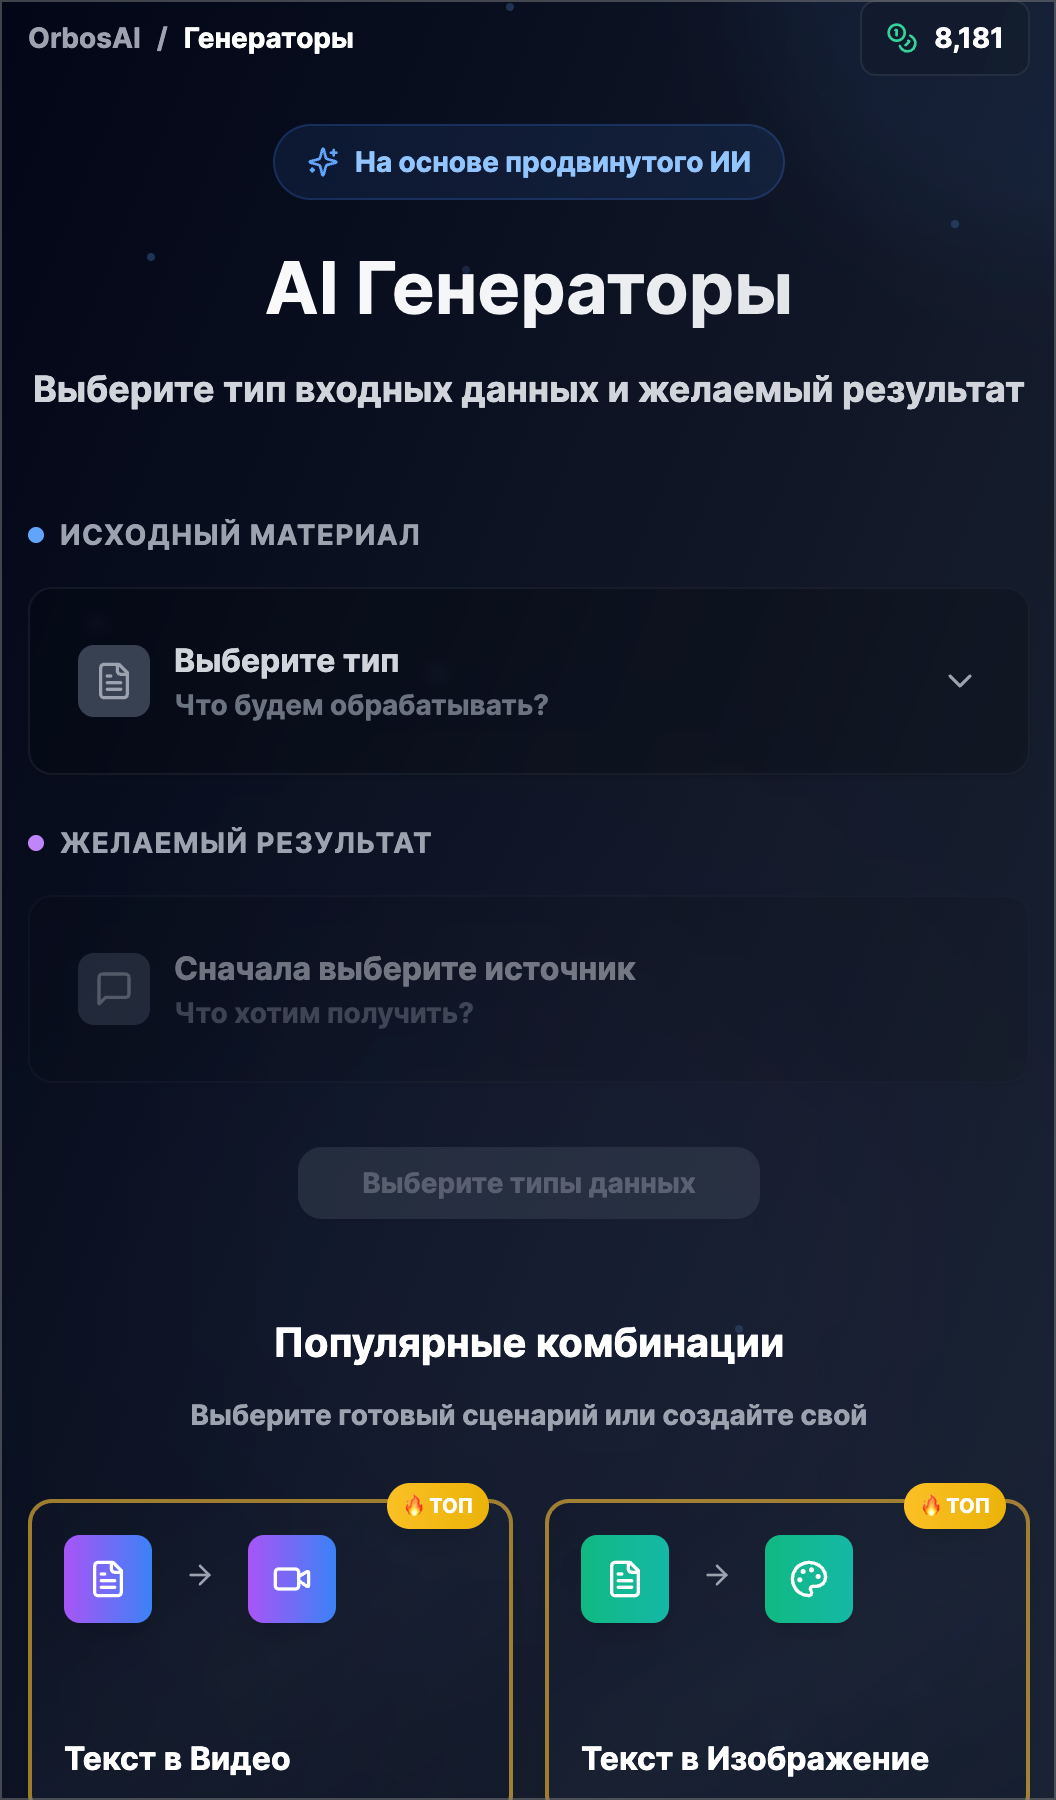 OrbosAI / Генераторы
8,181
На основе продвинутого ИИ
AI Генераторы
Выберите тип входных данных и желаемый результат
ИСХОДНЫЙ МАТЕРИАЛ
Выберите тип
Что будем обрабатывать?
ЖЕЛАЕМЫЙ РЕЗУЛЬТАТ
Сначала выберите источник
Что хотим получить?
Выберите типы данных
Популярные комбинации
Выберите готовый сценарий или создайте свой
🔥 ТОП
🔥 ТОП
Текст в Видео
Текст в Изображение